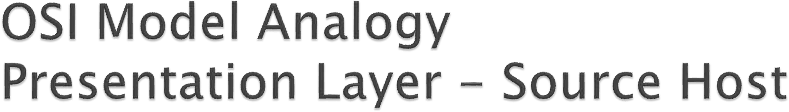 OSI Model Analogy
Presentation Layer - Source Host